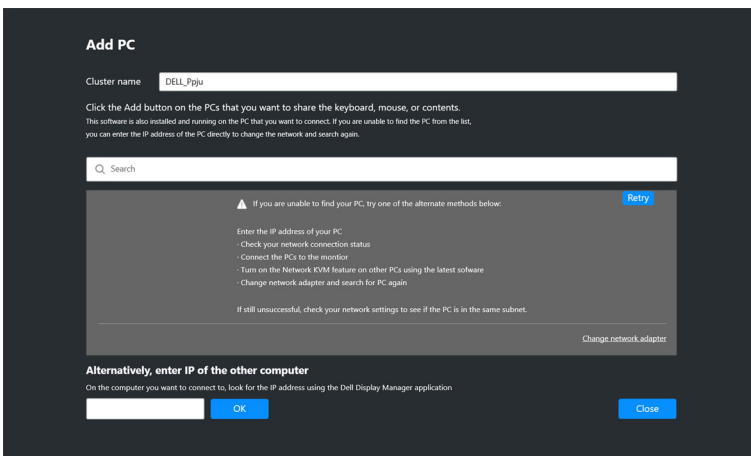 Add PC
Cluster name DELL_Ppju
Click the Add button on the PCs that you want to share the keyboard, mouse, or contents.
This software is also installed and running on the PC that you want to connect. If you are unable to find the PC from the list,
you can enter the IP address of the PC directly to change the network and search again.
Search
If you are unable to find your PC, try one of the alternate methods below:
Retry
Enter the IP address of your PC
· Check your network connection status
· Connect the PCs to the montior
· Turn on the Network KVM feature on other PCs using the latest sofware
· Change network adapter and search for PC again
If still unsuccessful, check your network settings to see if the PC is in the same subnet.
Change network adapter
Alternatively, enter IP of the other computer
On the computer you want to connect to, look for the IP address using the Dell Display Manager application
OK
Close